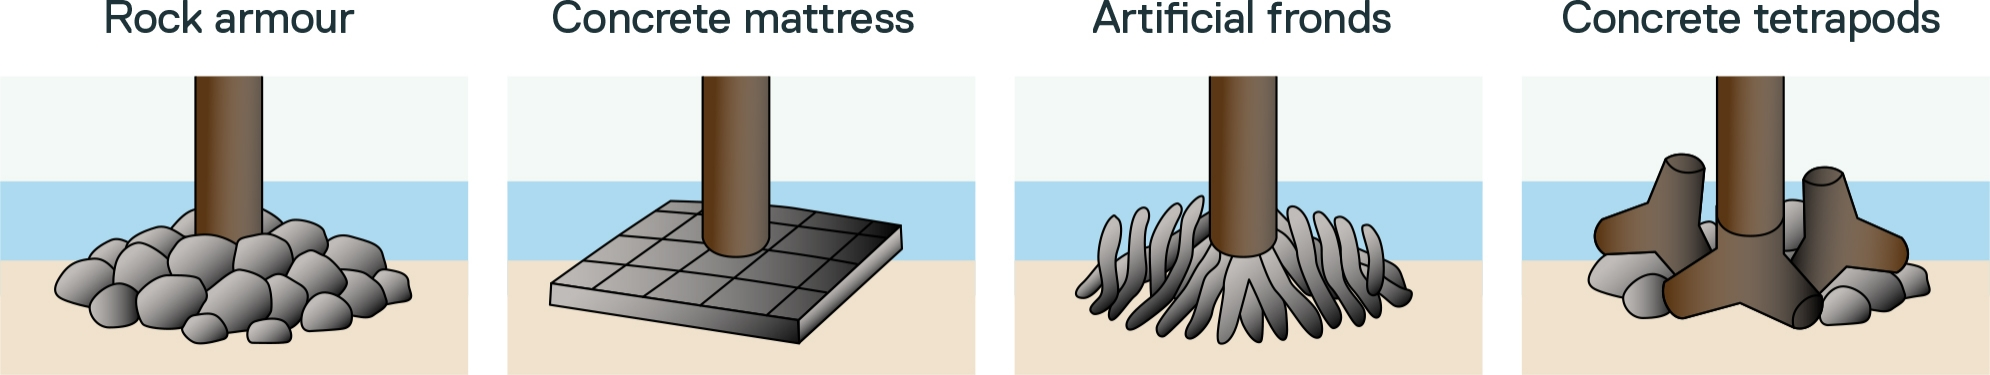 Rock armour
Concrete mattress
Artificial fronds
Concrete tetrapods